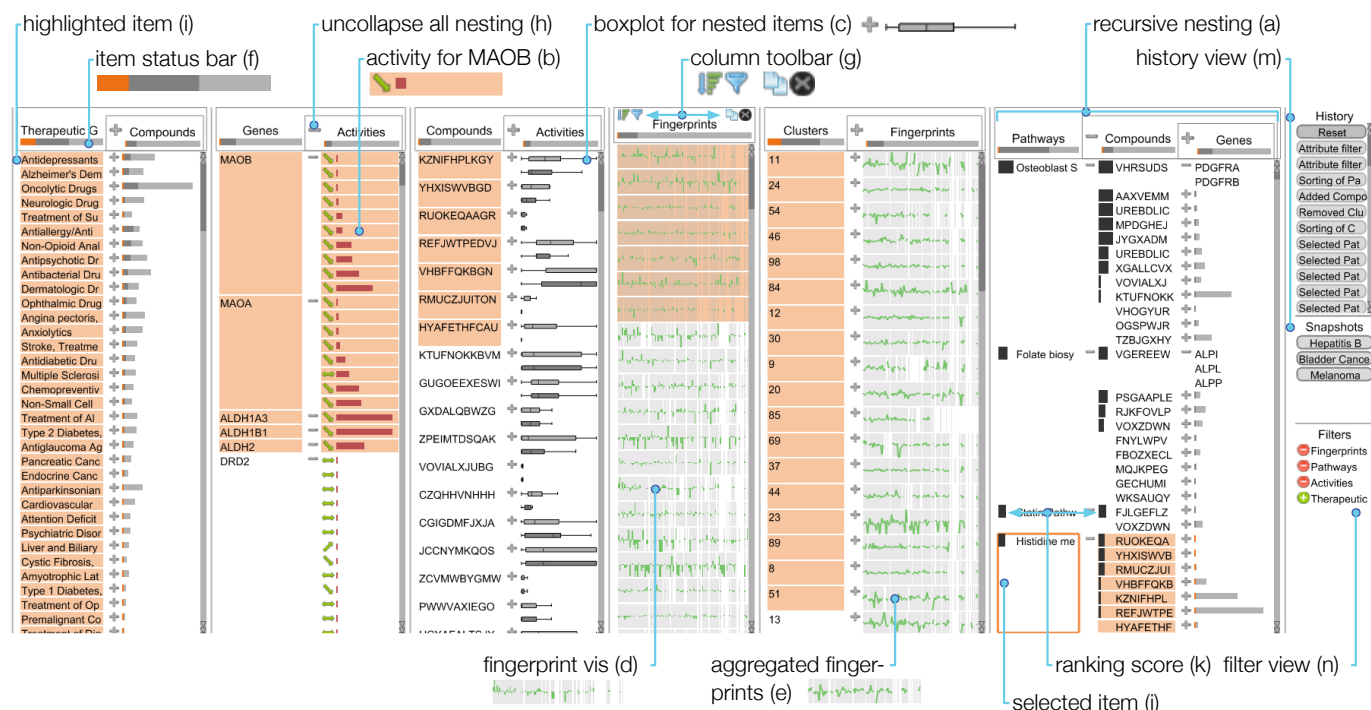 highlighted item (i)
uncollapse all nesting (h)
boxplot for nested items (c)
recursive nesting (a)
item status bar (f)
activity for MAOB (b)
column toolbar (g)
history view (m)
Therapeutic G
Compounds
Genes
Activities
Compounds
Activities
Fingerprints
Clusters
Fingerprints
Pathways
Compounds
Genes
Antidepressants
Alzheimer's Dem
Oncolytic Drugs
Neurologic Drug
Treatment of Su
Antiallergy/Anti
Non-Opioid Anal
Antipsychotic Dr
Antibacterial Dru
Dermatologic Dr
Ophthalmic Drug
Angina pectoris,
Anxiolytics
Stroke, Treatme
Antidiabetic Dru
Multiple Sclerosi
Chemopreventiv
Non-Small Cell
Treatment of Al
Type 2 Diabetes,
Antiglaucoma Ag
Pancreatic Canc
Endocrine Canc
Antiparkinsonian
Cardiovascular
Attention Deficit
Psychiatric Disor
Liver and Biliary
Cystic Fibrosis,
Amyotrophic Lat
Type 1 Diabetes,
Treatment of Op
Premalignant Co
MAOB
MAOA
ALDH1A3
ALDH1B1
ALDH2
DRD2
KZNIFHPLKGY
YHXISWVBGD
RUOKEQAAGR
REFJWTPEDVJ
VHBFFQKBGN
RMUCZJUITON
HYAFETHFCAU
KTUFNOKKBVM
GUGOEEXESWI
GXDALQBWZG
ZPEIMTDSQAK
VOVIALXJUBG
CZQHHVNHHH
CGIGDMFJXJA
JCCNYMKQOS
ZCVMWBYGMW
PWWVAXIEGO
11
24
54
46
98
84
12
30
9
20
85
69
37
44
23
89
8
51
13
Osteoblast S
Folate biosy
Statin Pathw
Histidine me
VHRSUDS
AAXVEMM
UREBDLIC
MPDGHEJ
JYGXADM
UREBDLIC
XGALLCVX
VOVIALXJ
KTUFNOKK
VHOGYUR
OGSPWJR
TZBJGXHY
VGEREEW
PSGAAPLE
RJKFOVLP
VOXZDWN
FNYLWPV
FBOZXECL
MQJKPEG
GECHUMI
WKSAUQY
FJLGEFLZ
VOXZDWN
RUOKEQA
YHXISWVB
RMUCZJUI
VHBFFQKB
KZNIFHPL
REFJWTPE
HYAFETHF
PDGFRA
PDGFRB
ALPI
ALPL
ALPP
History
Reset
Attribute filter
Attribute filter
Sorting of Pa
Added Compo
Removed Clu
Sorting of C
Selected Pat
Selected Pat
Selected Pat
Selected Pat
Selected Pat
Snapshots
Hepatitis B
Bladder Cance
Melanoma
Filters
Fingerprints
Pathways
Activities
Therapeutic
fingerprint vis (d)
aggregated finger-
prints (e)
ranking score (k)
filter view (n)
selected item (j)